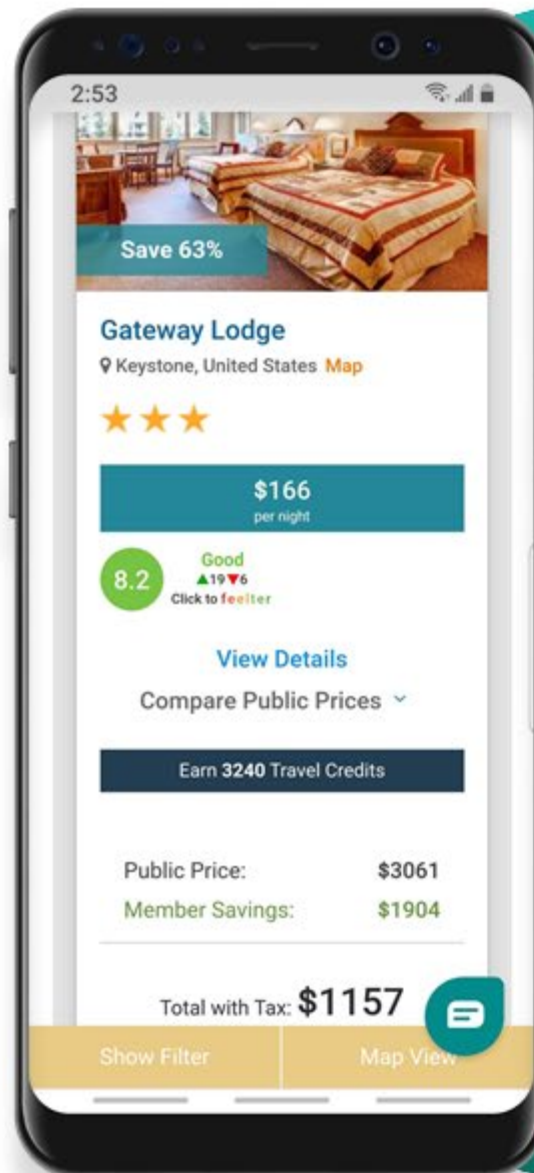 2:53
Save 63%
Gateway Lodge
Keystone, United States Map
$166
per night
8.2
Good
▲19▼6
Click to feelter
View Details
Compare Public Prices
Earn 3240 Travel Credits
Public Price: $3061
Member Savings: $1904
Total with Tax: $1157
Show Filter Map View